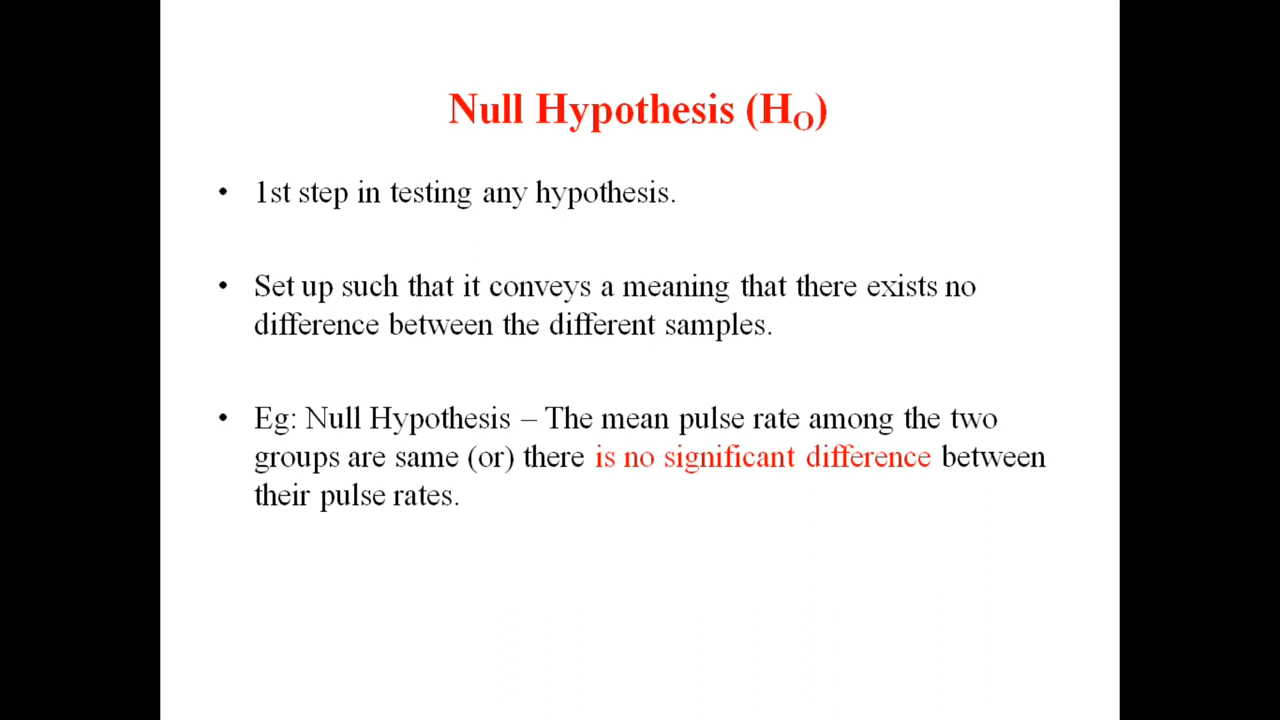 Null Hypothesis (HO)
• 1st step in testing any hypothesis.
• Set up such that it conveys a meaning that there exists no
difference between the different samples.
• Eg: Null Hypothesis – The mean pulse rate among the two
groups are same (or) there is no significant difference between
their pulse rates.